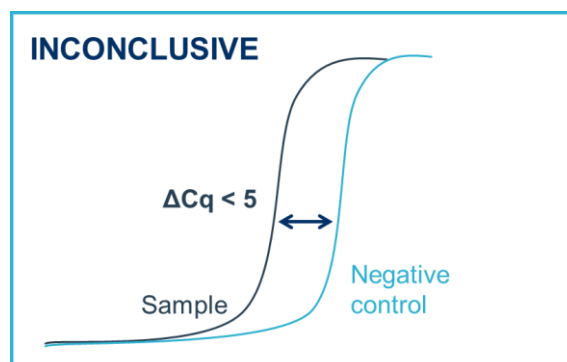 INCONCLUSIVE
ΔCq < 5
Sample
Negative
control